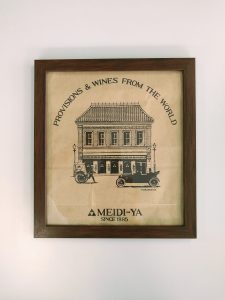 PROVISIONS & WINES FROM THE WORLD
MEIDI-YA
SINCE 1885